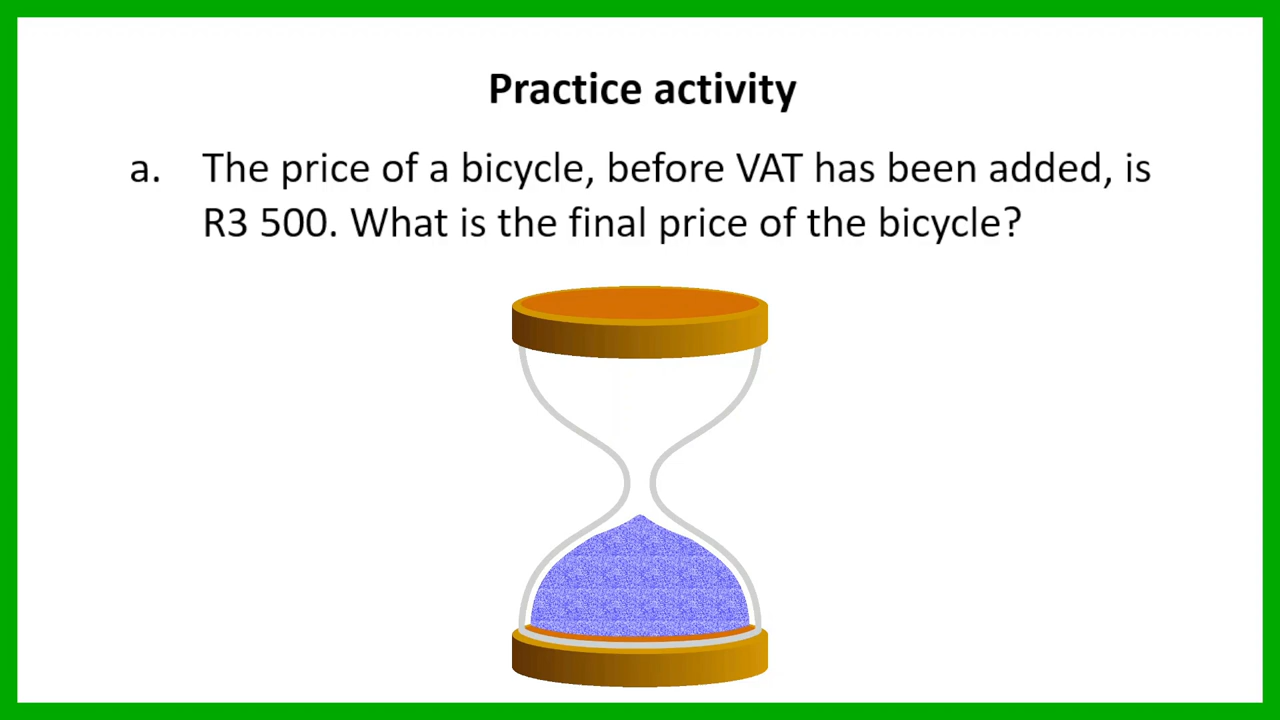 Practice activity
a. The price of a bicycle, before VAT has been added, is
R3 500. What is the final price of the bicycle?